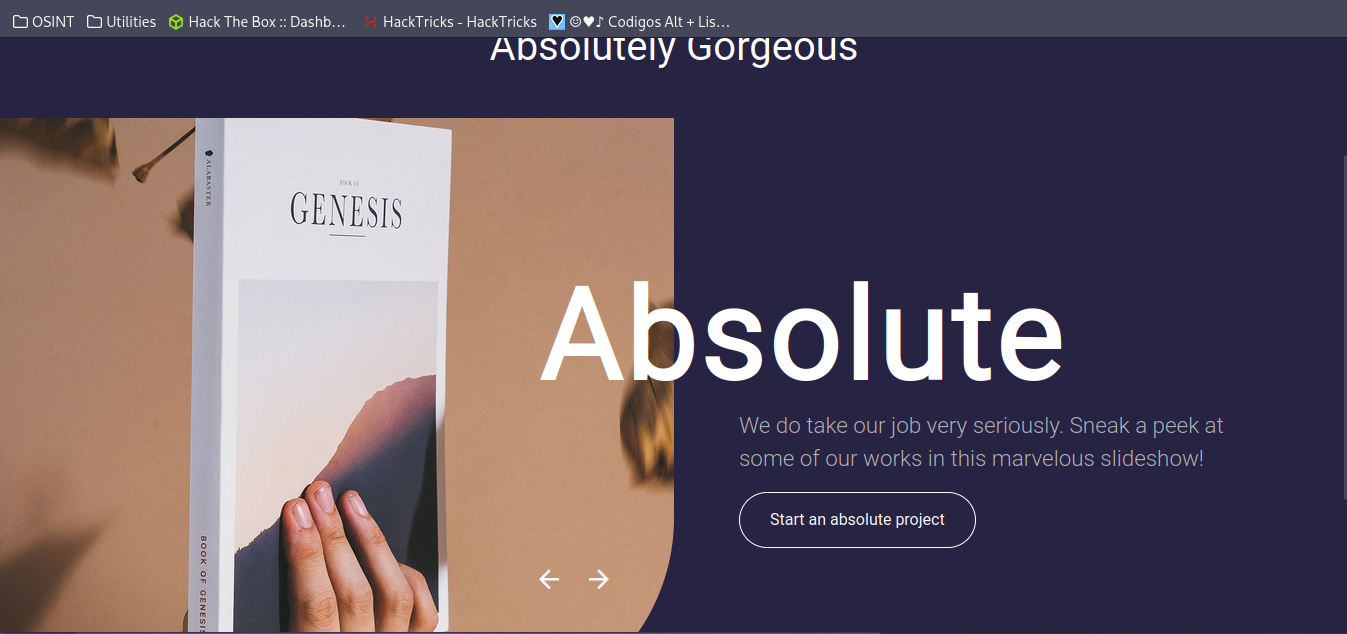 OSINT Utilities Hack The Box :: Dashb… HackTricks - HackTricks ☺♥♪ Codigos Alt + Lis…
Absolutely Gorgeous
ALABASTER
BOOK OF
GENESIS
Absolute
We do take our job very seriously. Sneak a peek at
some of our works in this marvelous slideshow!
Start an absolute project
BOOK OF GENESIS